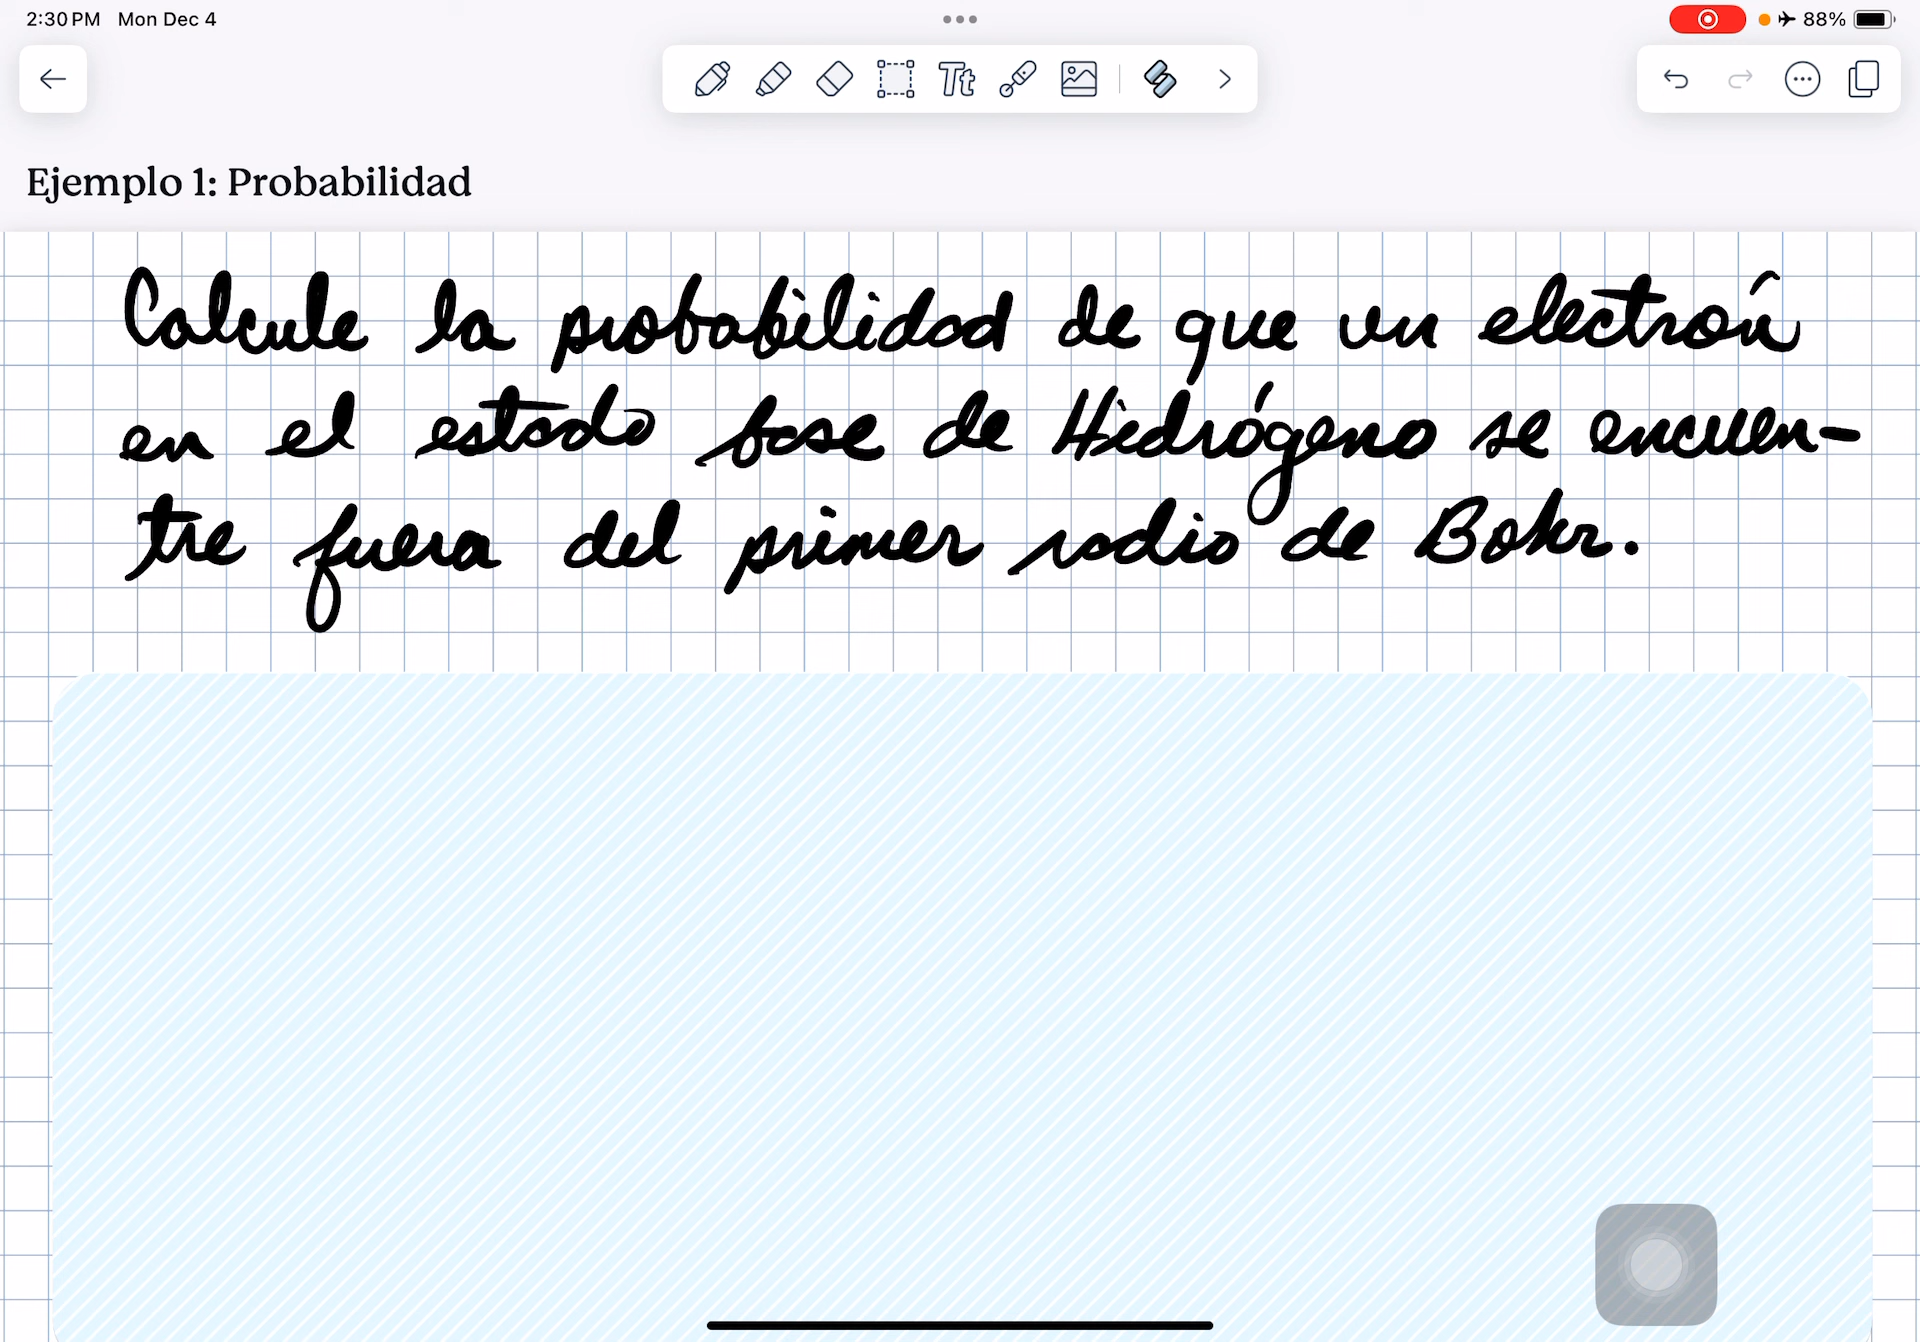 2:30 PM Mon Dec 4
88%
Tt
Ejemplo 1: Probabilidad
Calcule la probabilidad de que un electrón
en el estado base de Hidrógeno se encuen-
tre fuera del primer radio de Bohr.